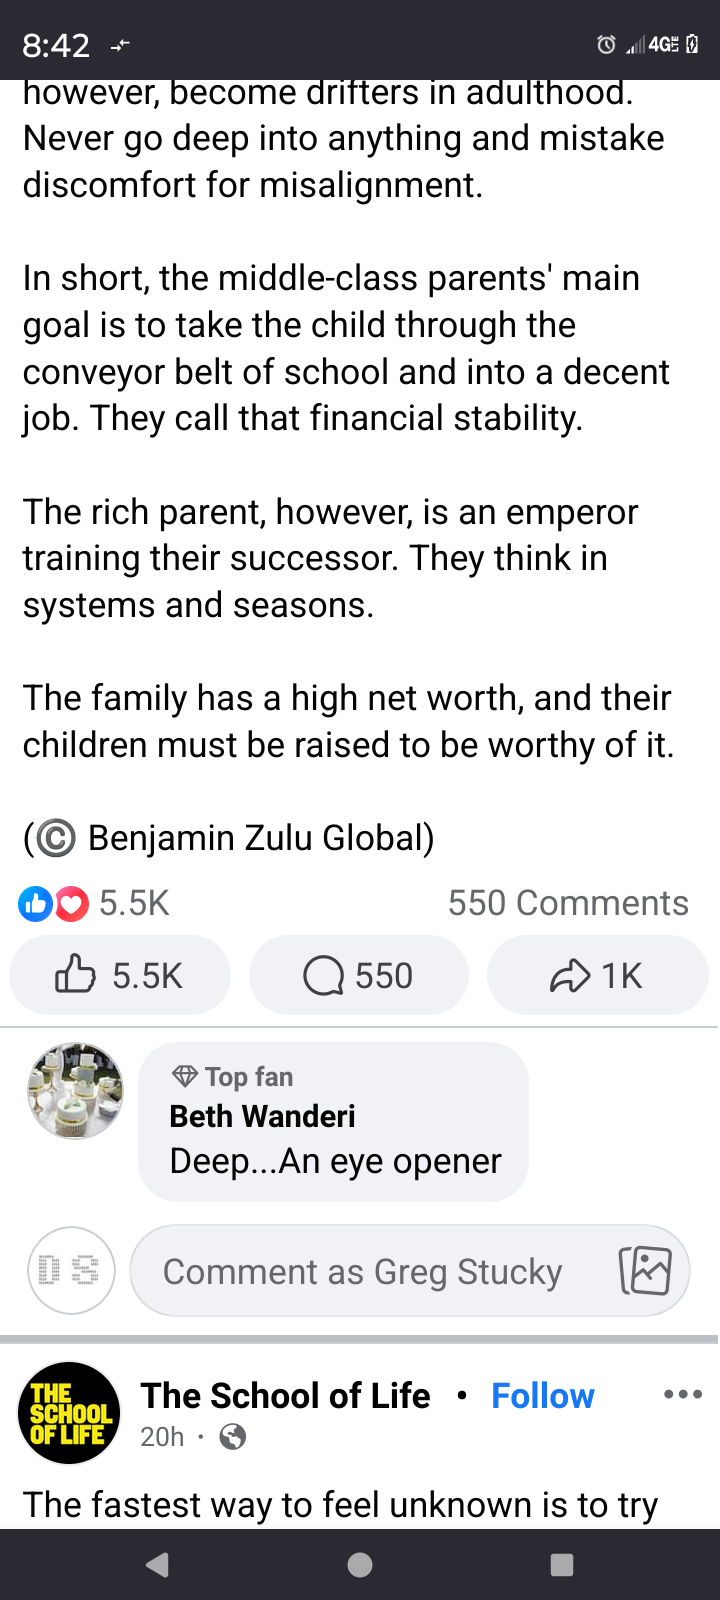 8:42
4GE
however, become drifters in adulthood.
Never go deep into anything and mistake
discomfort for misalignment.
In short, the middle-class parents' main
goal is to take the child through the
conveyor belt of school and into a decent
job. They call that financial stability.
The rich parent, however, is an emperor
training their successor. They think in
systems and seasons.
The family has a high net worth, and their
children must be raised to be worthy of it.
(© Benjamin Zulu Global)
5.5K 550 Comments
5.5K 550 1K
Top fan
Beth Wanderi
Deep...An eye opener
Comment as Greg Stucky
THE
SCHOOL
OF LIFE
The School of Life • Follow
20h ·
The fastest way to feel unknown is to try